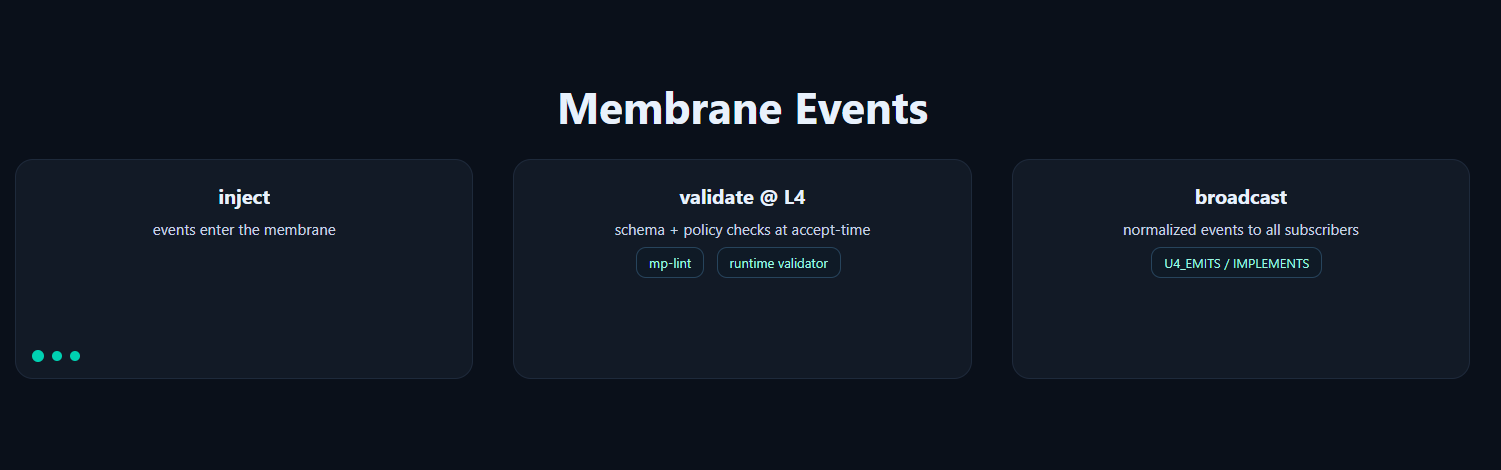 Membrane Events
inject
events enter the membrane
validate @ L4
schema + policy checks at accept-time
mp-lint
runtime validator
broadcast
normalized events to all subscribers
U4_EMITS / IMPLEMENTS